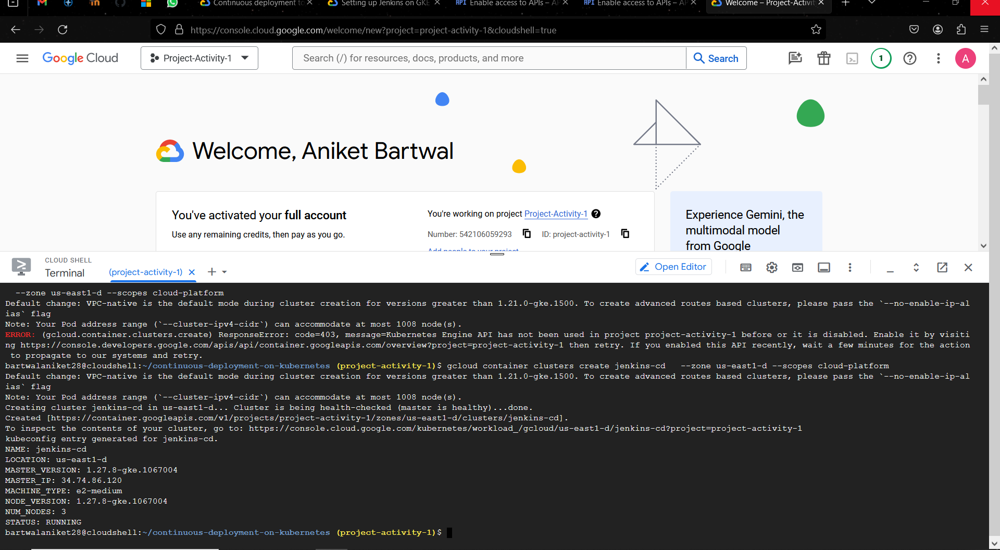 Continuous deployment to
Setting up Jenkins on GKE
API Enable access to APIs – AP
API Enable access to APIs – AP
Welcome – Project-Activit
https://console.cloud.google.com/welcome/new?project=project-activity-1&cloudshell=true
Google Cloud
Project-Activity-1
Search (/) for resources, docs, products, and more
Search
1
A
Welcome, Aniket Bartwal
You've activated your full account
Use any remaining credits, then pay as you go.
You're working on project Project-Activity-1
Number: 542106059293
ID: project-activity-1
Add people to your project
Experience Gemini, the
multimodal model
from Google
CLOUD SHELL
Terminal
(project-activity-1)
Open Editor
--zone us-east1-d --scopes cloud-platform
Default change: VPC-native is the default mode during cluster creation for versions greater than 1.21.0-gke.1500. To create advanced routes based clusters, please pass the `--no-enable-ip-al
ias` flag
Note: Your Pod address range (`--cluster-ipv4-cidr`) can accommodate at most 1008 node(s).
ERROR: (gcloud.container.clusters.create) ResponseError: code=403, message=Kubernetes Engine API has not been used in project project-activity-1 before or it is disabled. Enable it by visiti
ng https://console.developers.google.com/apis/api/container.googleapis.com/overview?project=project-activity-1 then retry. If you enabled this API recently, wait a few minutes for the action
to propagate to our systems and retry.
bartwalaniket28@cloudshell:~/continuous-deployment-on-kubernetes (project-activity-1)$ gcloud container clusters create jenkins-cd   --zone us-east1-d --scopes cloud-platform
Default change: VPC-native is the default mode during cluster creation for versions greater than 1.21.0-gke.1500. To create advanced routes based clusters, please pass the `--no-enable-ip-al
ias` flag
Note: Your Pod address range (`--cluster-ipv4-cidr`) can accommodate at most 1008 node(s).
Creating cluster jenkins-cd in us-east1-d... Cluster is being health-checked (master is healthy)...done.
Created [https://container.googleapis.com/v1/projects/project-activity-1/zones/us-east1-d/clusters/jenkins-cd].
To inspect the contents of your cluster, go to: https://console.cloud.google.com/kubernetes/workload_/gcloud/us-east1-d/jenkins-cd?project=project-activity-1
kubeconfig entry generated for jenkins-cd.
NAME: jenkins-cd
LOCATION: us-east1-d
MASTER_VERSION: 1.27.8-gke.1067004
MASTER_IP: 34.74.86.120
MACHINE_TYPE: e2-medium
NODE_VERSION: 1.27.8-gke.1067004
NUM_NODES: 3
STATUS: RUNNING
bartwalaniket28@cloudshell:~/continuous-deployment-on-kubernetes (project-activity-1)$